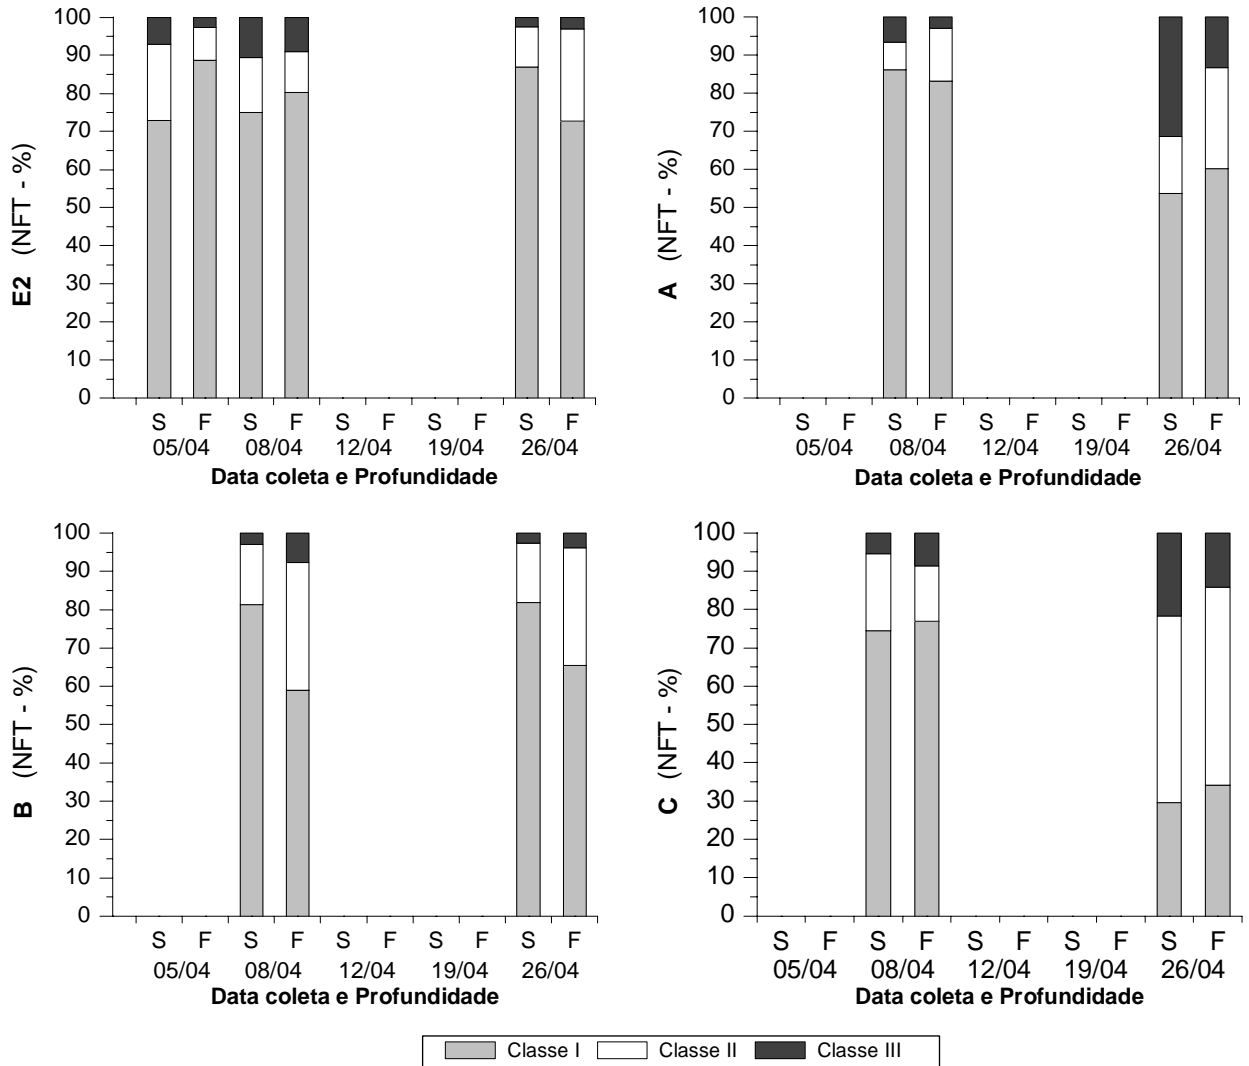 100
90
80
70
60
50
40
30
20
10
0
E2 (NFT - %)
S F S F S F S F S F
05/04 08/04 12/04 19/04 26/04
Data coleta e Profundidade
100
90
80
70
60
50
40
30
20
10
0
A (NFT - %)
S F S F S F S F S F
05/04 08/04 12/04 19/04 26/04
Data coleta e Profundidade
100
90
80
70
60
50
40
30
20
10
0
B (NFT - %)
S F S F S F S F S F
05/04 08/04 12/04 19/04 26/04
Data coleta e Profundidade
100
90
80
70
60
50
40
30
20
10
0
C (NFT - %)
S F S F S F S F S F
05/04 08/04 12/04 19/04 26/04
Data coleta e Profundidade
Classe I Classe II Classe III